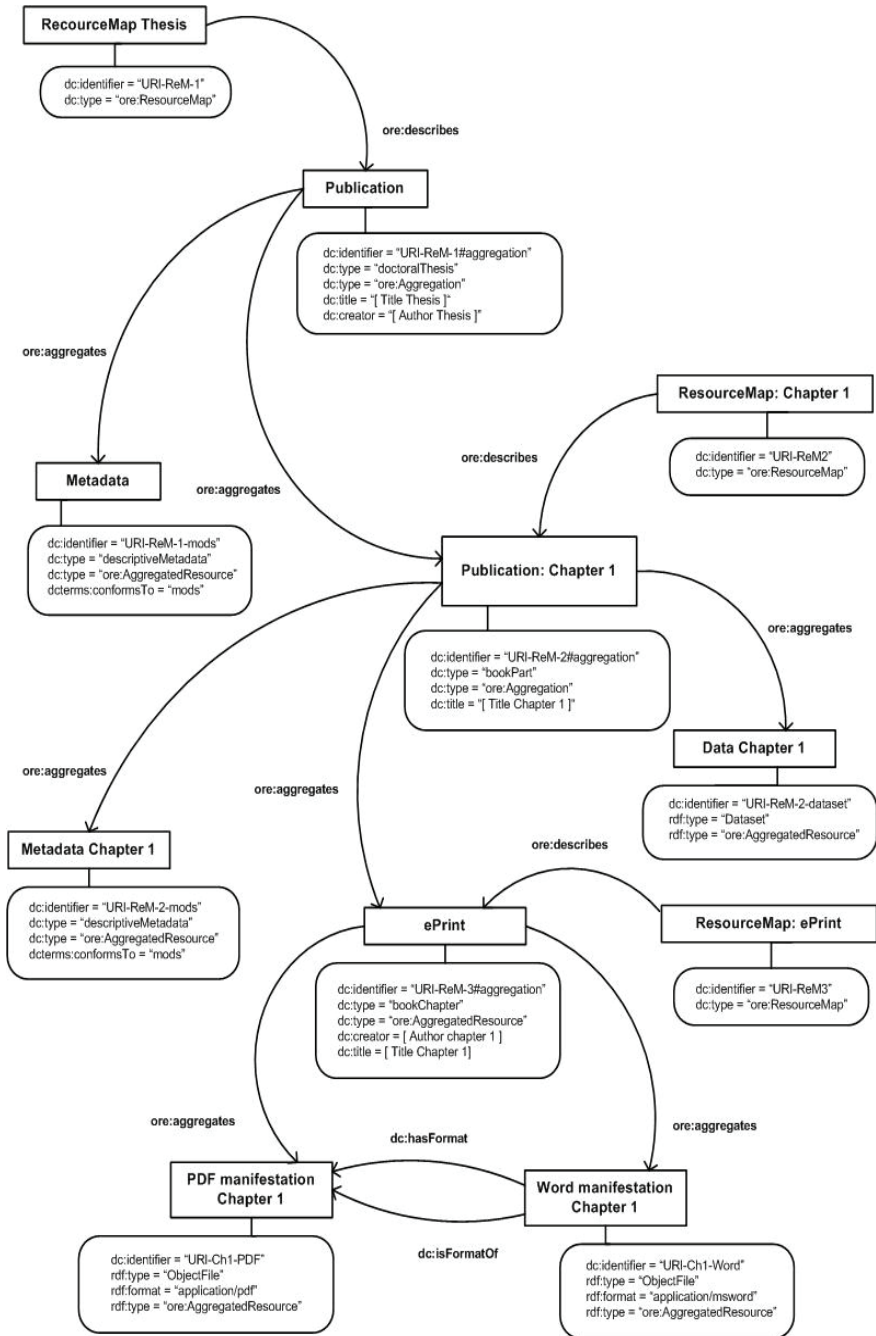 RecourceMap Thesis
dc:identifier = “URI-ReM-1”
dc:type = “ore:ResourceMap”
ore:describes
Publication
dc:identifier = “URI-ReM-1#aggregation”
dc:type = “doctoralThesis”
dc:type = “ore:Aggregation”
dc:title = “[ Title Thesis ]“
dc:creator = “[ Author Thesis ]”
ore:aggregates
ResourceMap: Chapter 1
dc:identifier = “URI-ReM2”
dc:type = “ore:ResourceMap”
ore:describes
Metadata
ore:aggregates
dc:identifier = “URI-ReM-1-mods”
dc:type = “descriptiveMetadata”
dc:type = “ore:AggregatedResource”
dcterms:conformsTo = “mods”
Publication: Chapter 1
ore:aggregates
dc:identifier = “URI-ReM-2#aggregation”
dc:type = “bookPart”
dc:type = “ore:Aggregation”
dc:title = “[ Title Chapter 1 ]“
Data Chapter 1
dc:identifier = “URI-ReM-2-dataset”
rdf:type = “Dataset”
rdf:type = “ore:AggregatedResource”
ore:aggregates
ore:aggregates
Metadata Chapter 1
dc:identifier = “URI-ReM-2-mods”
dc:type = “descriptiveMetadata”
dc:type = “ore:AggregatedResource”
dcterms:conformsTo = “mods”
ore:describes
ePrint
ResourceMap: ePrint
dc:identifier = “URI-ReM-3#aggregation”
dc:type = “bookChapter”
dc:type = “ore:AggregatedResource”
dc:creator = [ Author chapter 1 ]
dc:title = [ Title Chapter 1]
dc:identifier = “URI-ReM3”
dc:type = “ore:ResourceMap”
ore:aggregates
dc:hasFormat
ore:aggregates
PDF manifestation
Chapter 1
Word manifestation
Chapter 1
dc:isFormatOf
dc:identifier = “URI-Ch1-PDF”
rdf:type = “ObjectFile”
rdf:format = “application/pdf”
rdf:type = “ore:AggregatedResource”
dc:identifier = “URI-Ch1-Word”
rdf:type = “ObjectFile”
rdf:format = “application/msword”
rdf:type = “ore:AggregatedResource”